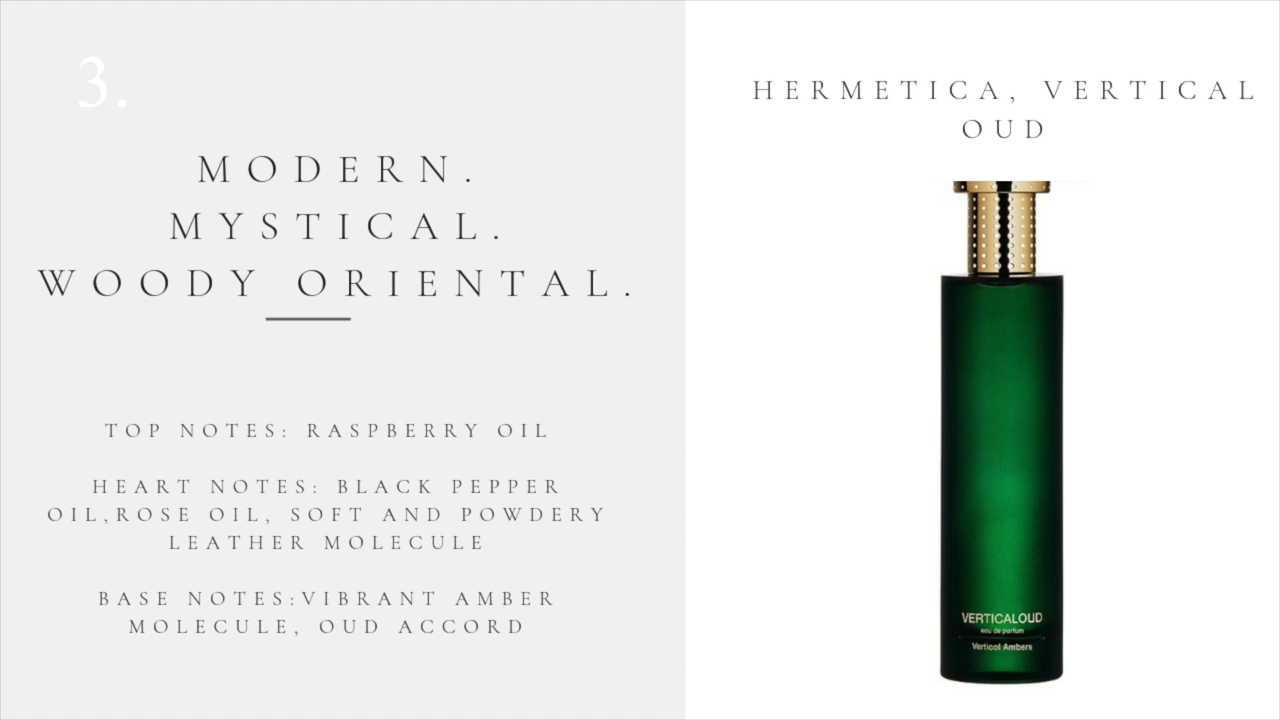 3.
MODERN.
MYSTICAL.
WOODY ORIENTAL.
TOP NOTES: RASPBERRY OIL
HEART NOTES: BLACK PEPPER
OIL,ROSE OIL, SOFT AND POWDERY
LEATHER MOLECULE
BASE NOTES:VIBRANT AMBER
MOLECULE, OUD ACCORD
HERMETICA, VERTICAL
OUD
VERTICALOUD
eau de parfum
Vertical Ambers